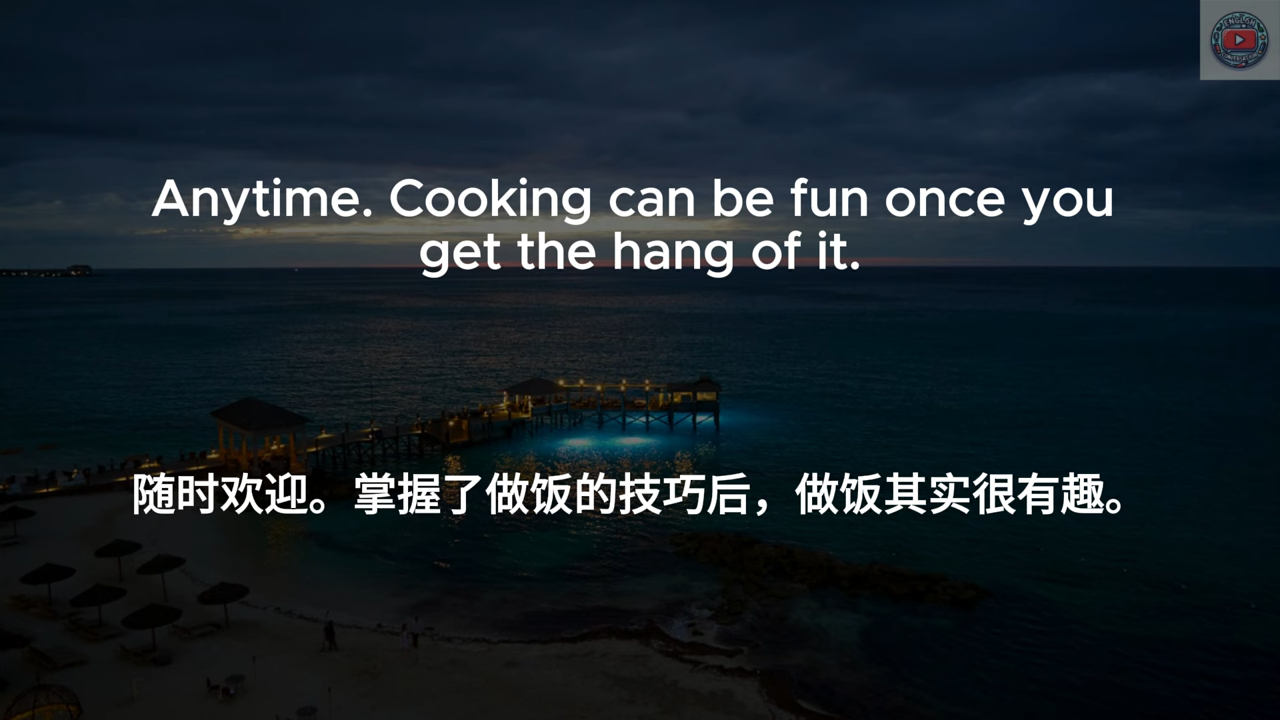 Anytime. Cooking can be fun once you
get the hang of it.
随时欢迎。掌握了做饭的技巧后，做饭其实很有趣。